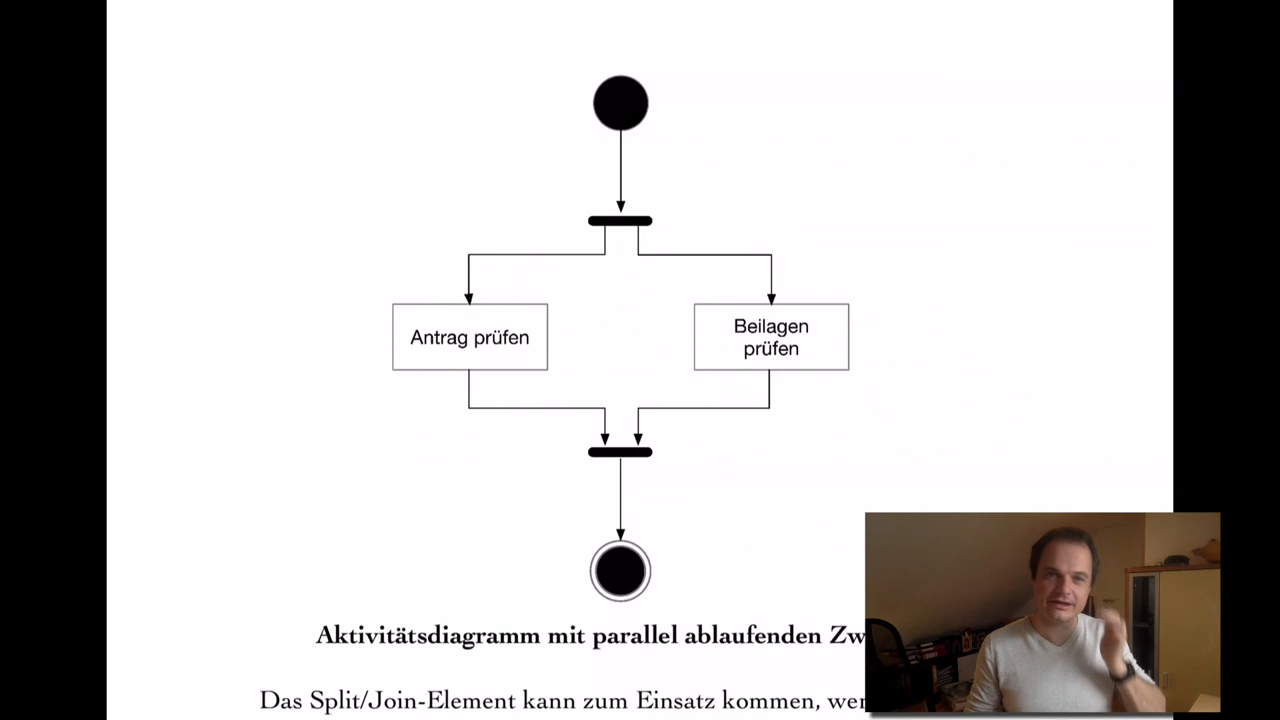 Antrag prüfen
Beilagen
prüfen
Aktivitätsdiagramm mit parallel ablaufenden
Das Split/Join-Element kann zum Einsatz kommen,